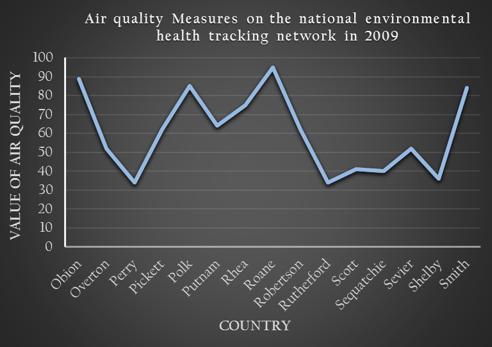 Air quality Measures on the national environmental
health tracking network in 2009
VALUE OF AIR QUALITY
100
90
80
70
60
50
40
30
20
10
0
Obion
Overton
Perry
Pickett
Polk
Putnam
Rhea
Roane
Robertson
Rutherford
Scott
Sequatchie
Sevier
Shelby
Smith
COUNTRY